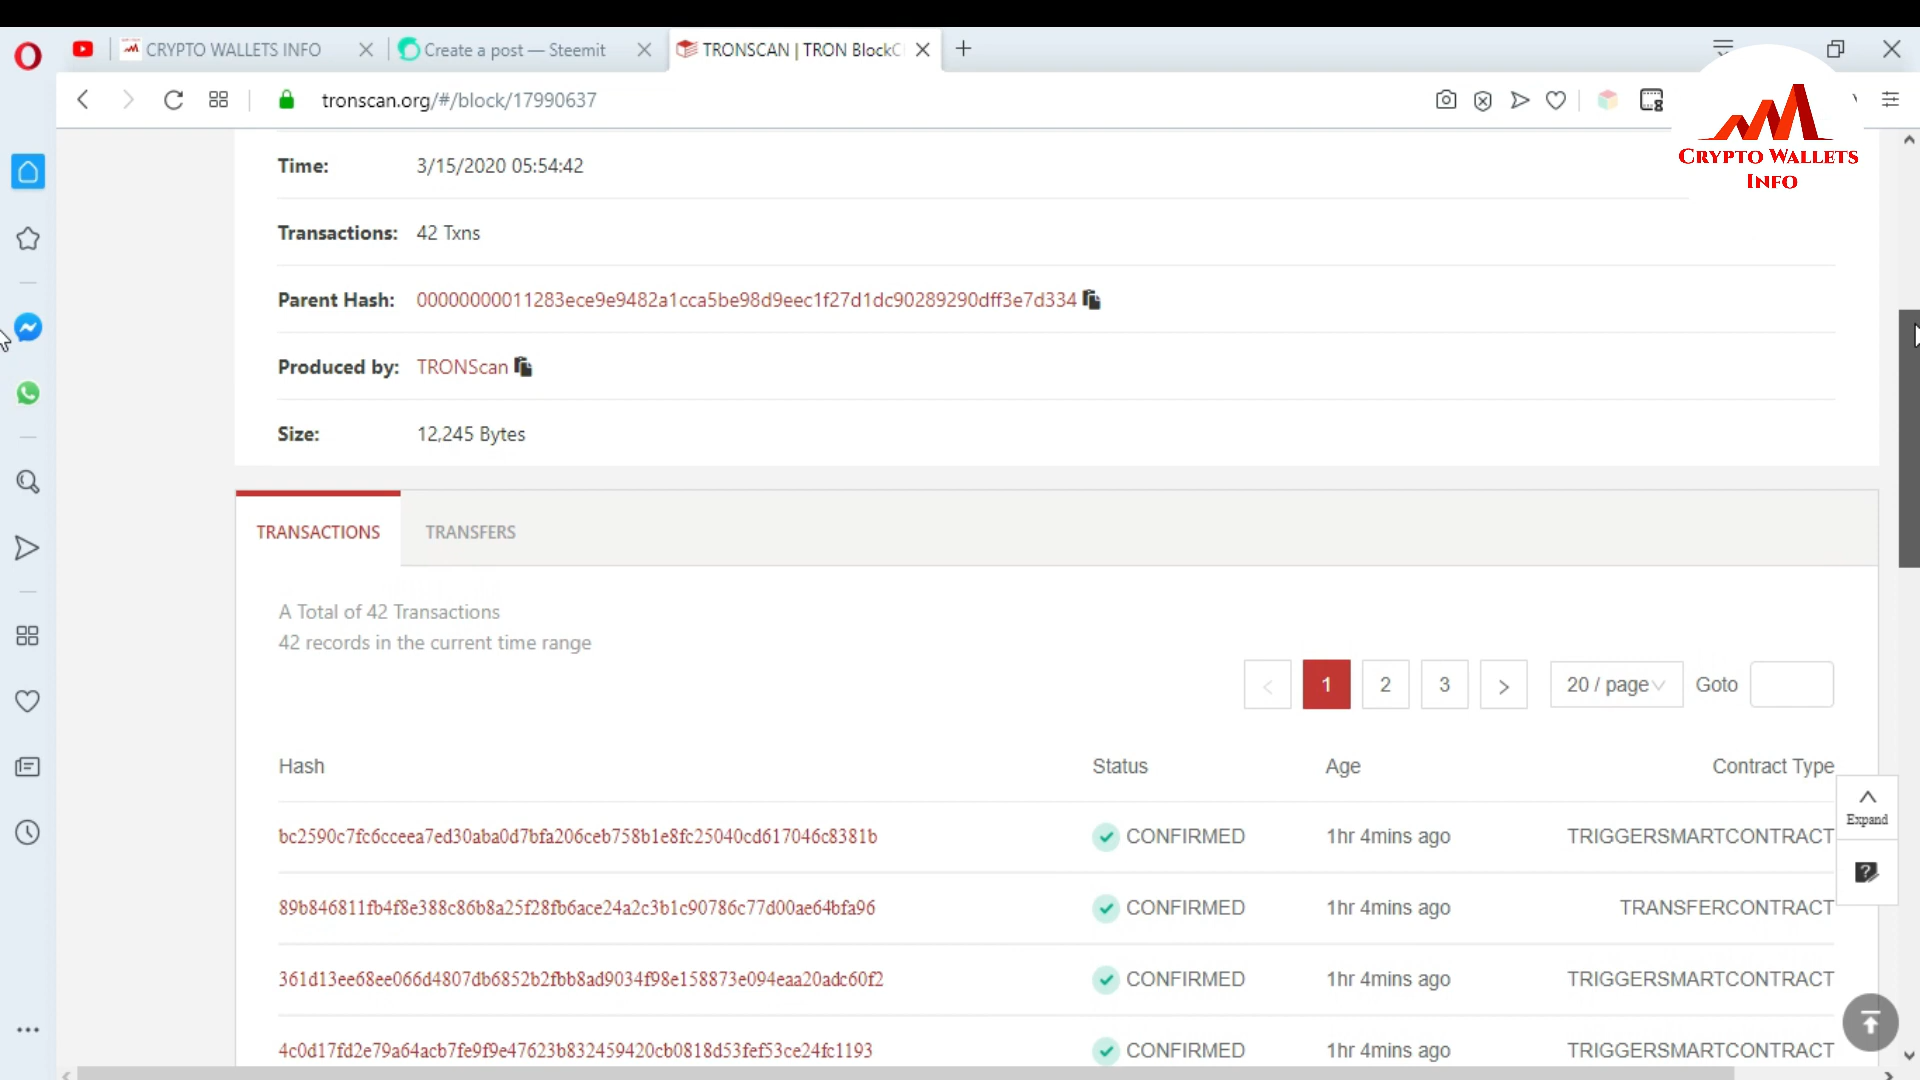 CRYPTO WALLETS INFO
Create a post — Steemit
TRONSCAN | TRON BlockC
tronscan.org/#/block/17990637
CRYPTO WALLETS
INFO
Time: 3/15/2020 05:54:42
Transactions: 42 Txns
Parent Hash: 00000000011283ece9e9482a1cca5be98d9eec1f27d1dc90289290dff3e7d334
Produced by: TRONScan
Size: 12,245 Bytes
TRANSACTIONS TRANSFERS
A Total of 42 Transactions
42 records in the current time range
< 1 2 3 > 20 / page Goto
Hash Status Age Contract Type
Expand
bc2590c7fc6cceea7ed30aba0d7bfa206ceb758b1e8fc25040cd617046c8381b CONFIRMED 1hr 4mins ago TRIGGERSMARTCONTRACT
89b846811fb4f8e388c86b8a25f28fb6ace24a2c3b1c90786c77d00ae64bfa96 CONFIRMED 1hr 4mins ago TRANSFERCONTRACT
361d13ee68ee066d4807db6852b2fbb8ad9034f98e158873e094eaa20adc60f2 CONFIRMED 1hr 4mins ago TRIGGERSMARTCONTRACT
4c0d17fd2e79a64acb7fe9f9e47623b832459420cb0818d53fef53ce24fc1193 CONFIRMED 1hr 4mins ago TRIGGERSMARTCONTRACT